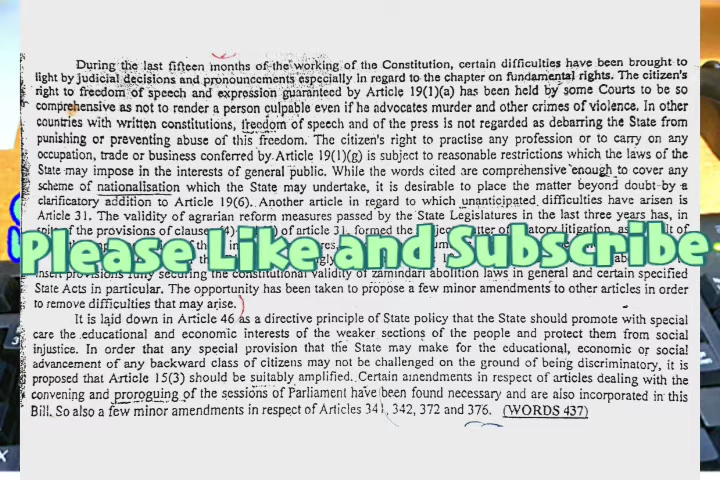 During the last fifteen months of the working of the Constitution, certain difficulties have been brought to
light by judicial decisions and pronouncements especially in regard to the chapter on fundamental rights. The citizen's
right to freedom of speech and expression guaranteed by Article 19(1)(a) has been held by some Courts to be so
comprehensive as not to render a person culpable even if he advocates murder and other crimes of violence. In other
countries with written constitutions, freedom of speech and of the press is not regarded as debarring the State from
punishing or preventing abuse of this freedom. The citizen's right to practise any profession or to carry on any
occupation, trade or business conferred by Article 19(1)(g) is subject to reasonable restrictions which the laws of the
State may impose in the interests of general public. While the words cited are comprehensive enough to cover any
scheme of nationalisation which the State may undertake, it is desirable to place the matter beyond doubt by a
clarificatory addition to Article 19(6). Another article in regard to which unanticipated difficulties have arisen is
Article 31. The validity of agrarian reform measures passed by the State Legislatures in the last three years has, in
of the provisions of clause of article 31, formed the
Please Like and Subscribe
insert provisions fully securing the constitutional validity of zamindari abolition laws in general and certain specified
State Acts in particular. The opportunity has been taken to propose a few minor amendments to other articles in order
to remove difficulties that may arise.
It is laid down in Article 46 as a directive principle of State policy that the State should promote with special
care the educational and economic interests of the weaker sections of the people and protect them from social
injustice. In order that any special provision that the State may make for the educational, economic or social
advancement of any backward class of citizens may not be challenged on the ground of being discriminatory, it is
proposed that Article 15(3) should be suitably amplified. Certain amendments in respect of articles dealing with the
convening and proroguing of the sessions of Parliament have been found necessary and are also incorporated in this
Bill. So also a few minor amendments in respect of Articles 341, 342, 372 and 376. (WORDS 437)